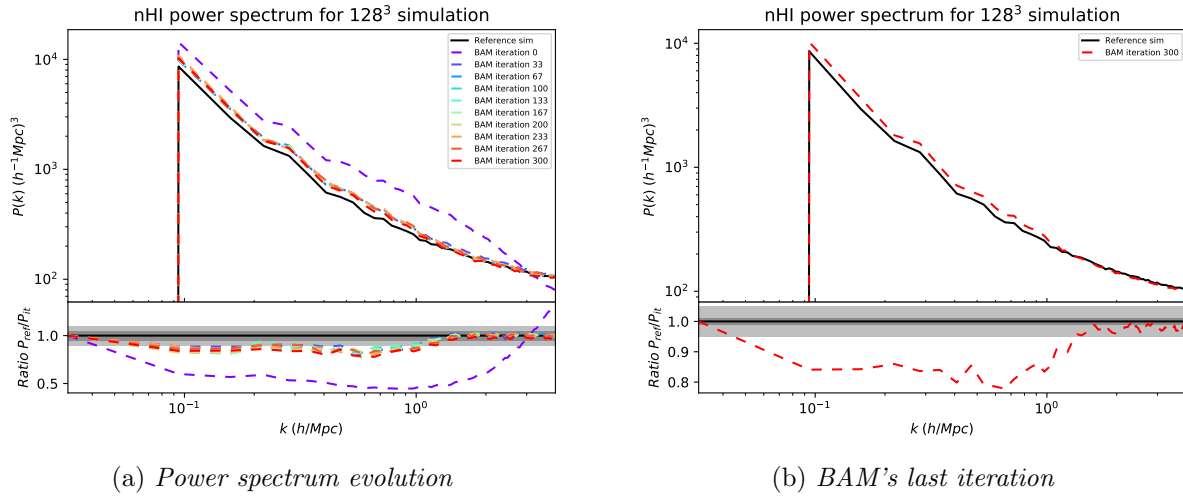 nHI power spectrum for 128³ simulation
10⁴
10³
10²
P(k) (h⁻¹Mpc)³
Reference sim
BAM iteration 0
BAM iteration 33
BAM iteration 67
BAM iteration 100
BAM iteration 133
BAM iteration 167
BAM iteration 200
BAM iteration 233
BAM iteration 267
BAM iteration 300
1.0
0.5
Ratio P_ref/P_it
10⁻¹
10⁰
k (h/Mpc)
(a) Power spectrum evolution
nHI power spectrum for 128³ simulation
10⁴
10³
10²
P(k) (h⁻¹Mpc)³
Reference sim
BAM iteration 300
1.0
0.9
0.8
Ratio P_ref/P_it
10⁻¹
10⁰
k (h/Mpc)
(b) BAM's last iteration